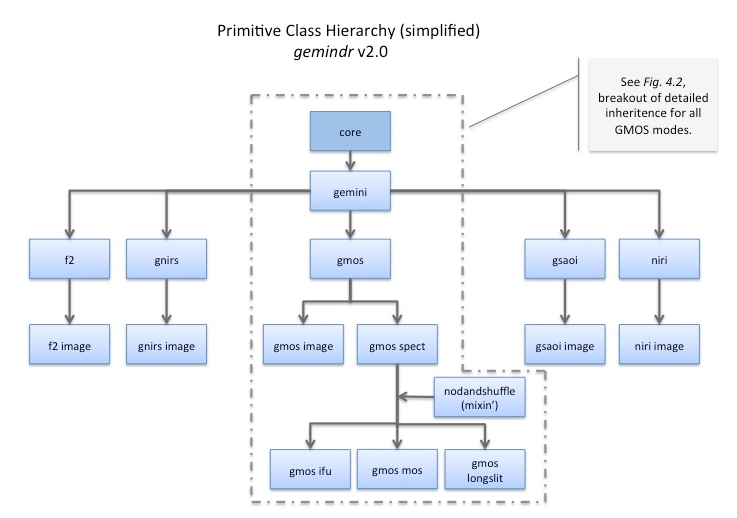 Primitive Class Hierarchy (simplified)
gemindr v2.0
See Fig. 4.2,
breakout of detailed
inheritence for all
GMOS modes.
core
gemini
f2
gnirs
gmos
gsaoi
niri
f2 image
gnirs image
gmos image
gmos spect
gsaoi image
niri image
nodandshuffle
(mixin')
gmos ifu
gmos mos
gmos
longslit